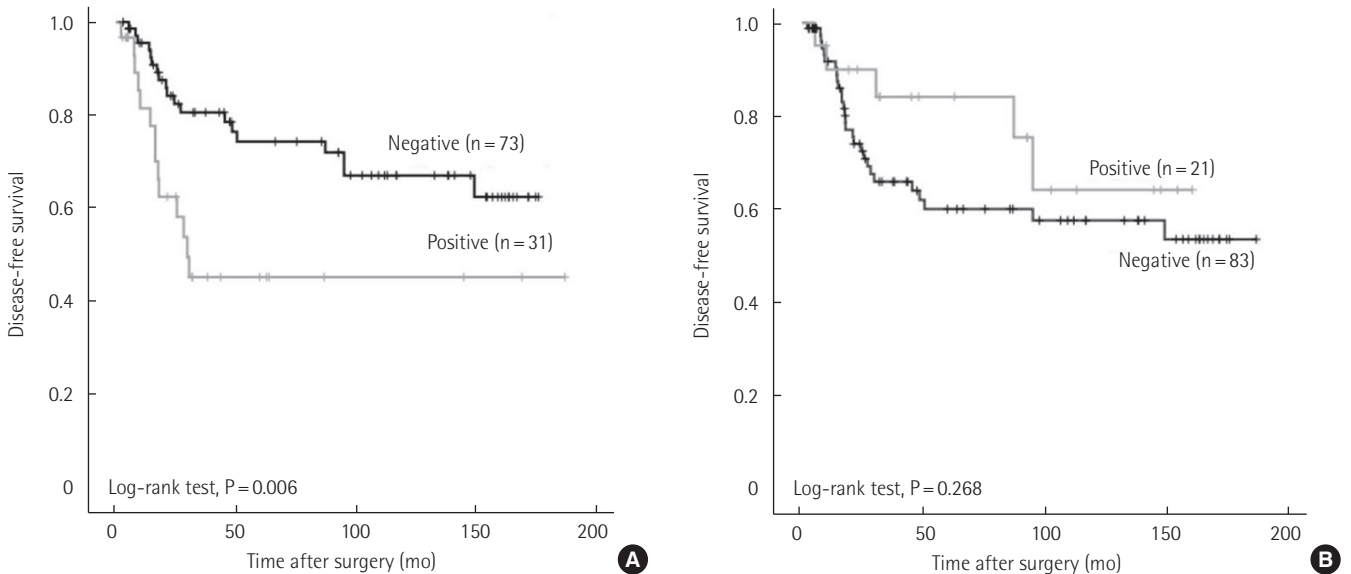 Disease-free survival
1.0
0.8
0.6
0.4
0.2
0
Negative (n=73)
Positive (n=31)
Log-rank test, P=0.006
0
50
100
150
200
Time after surgery (mo)
A
Disease-free survival
1.0
0.8
0.6
0.4
0.2
0
Positive (n=21)
Negative (n=83)
Log-rank test, P=0.268
0
50
100
150
200
Time after surgery (mo)
B